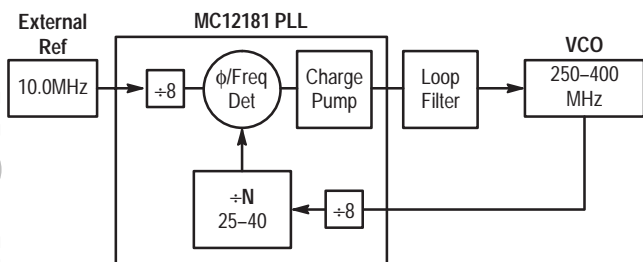 External
Ref
MC12181 PLL
VCO
10.0MHz
÷8
ϕ/Freq
Det
Charge
Pump
Loop
Filter
250–400
MHz
÷N
25–40
÷8